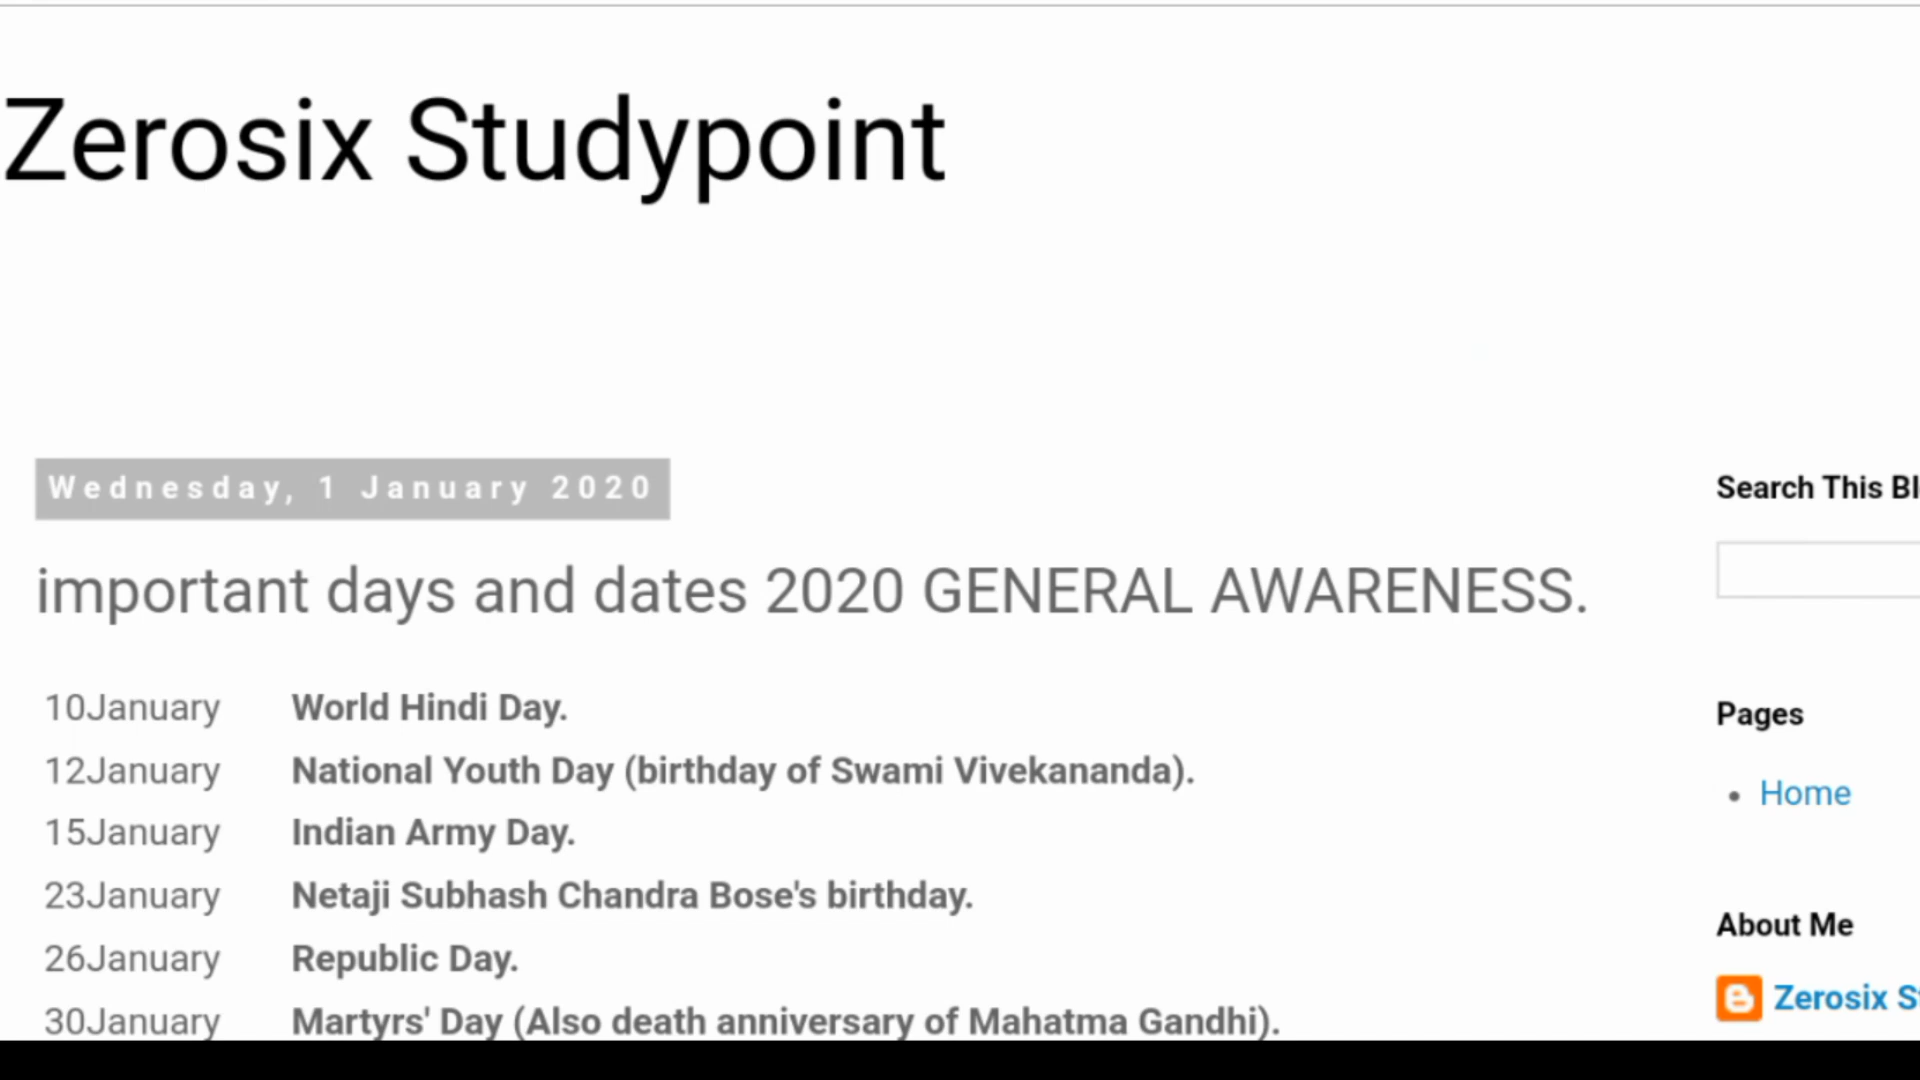 Zerosix Studypoint
Wednesday, 1 January 2020
important days and dates 2020 GENERAL AWARENESS.
10January World Hindi Day.
12January National Youth Day (birthday of Swami Vivekananda).
15January Indian Army Day.
23January Netaji Subhash Chandra Bose's birthday.
26January Republic Day.
30January Martyrs' Day (Also death anniversary of Mahatma Gandhi).
Search This
Pages
Home
About Me
Zerosix